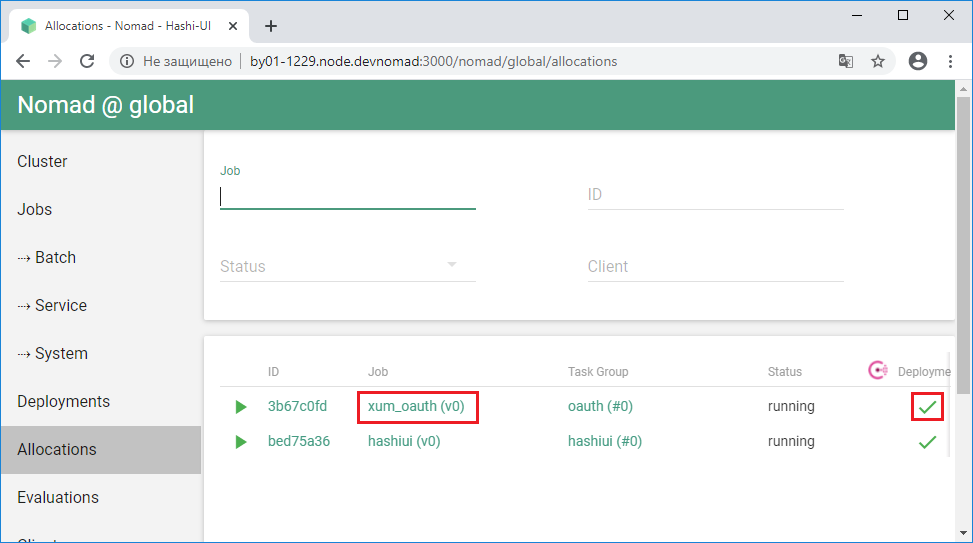 Allocations - Nomad - Hashi-UI
Не защищено by01-1229.node.devnomad:3000/nomad/global/allocations
Nomad @ global
Cluster
Jobs
⤑ Batch
⤑ Service
⤑ System
Deployments
Allocations
Evaluations
Job
ID
Status
Client
ID Job Task Group Status Deployme
3b67c0fd xum_oauth (v0) oauth (#0) running
bed75a36 hashiui (v0) hashiui (#0) running